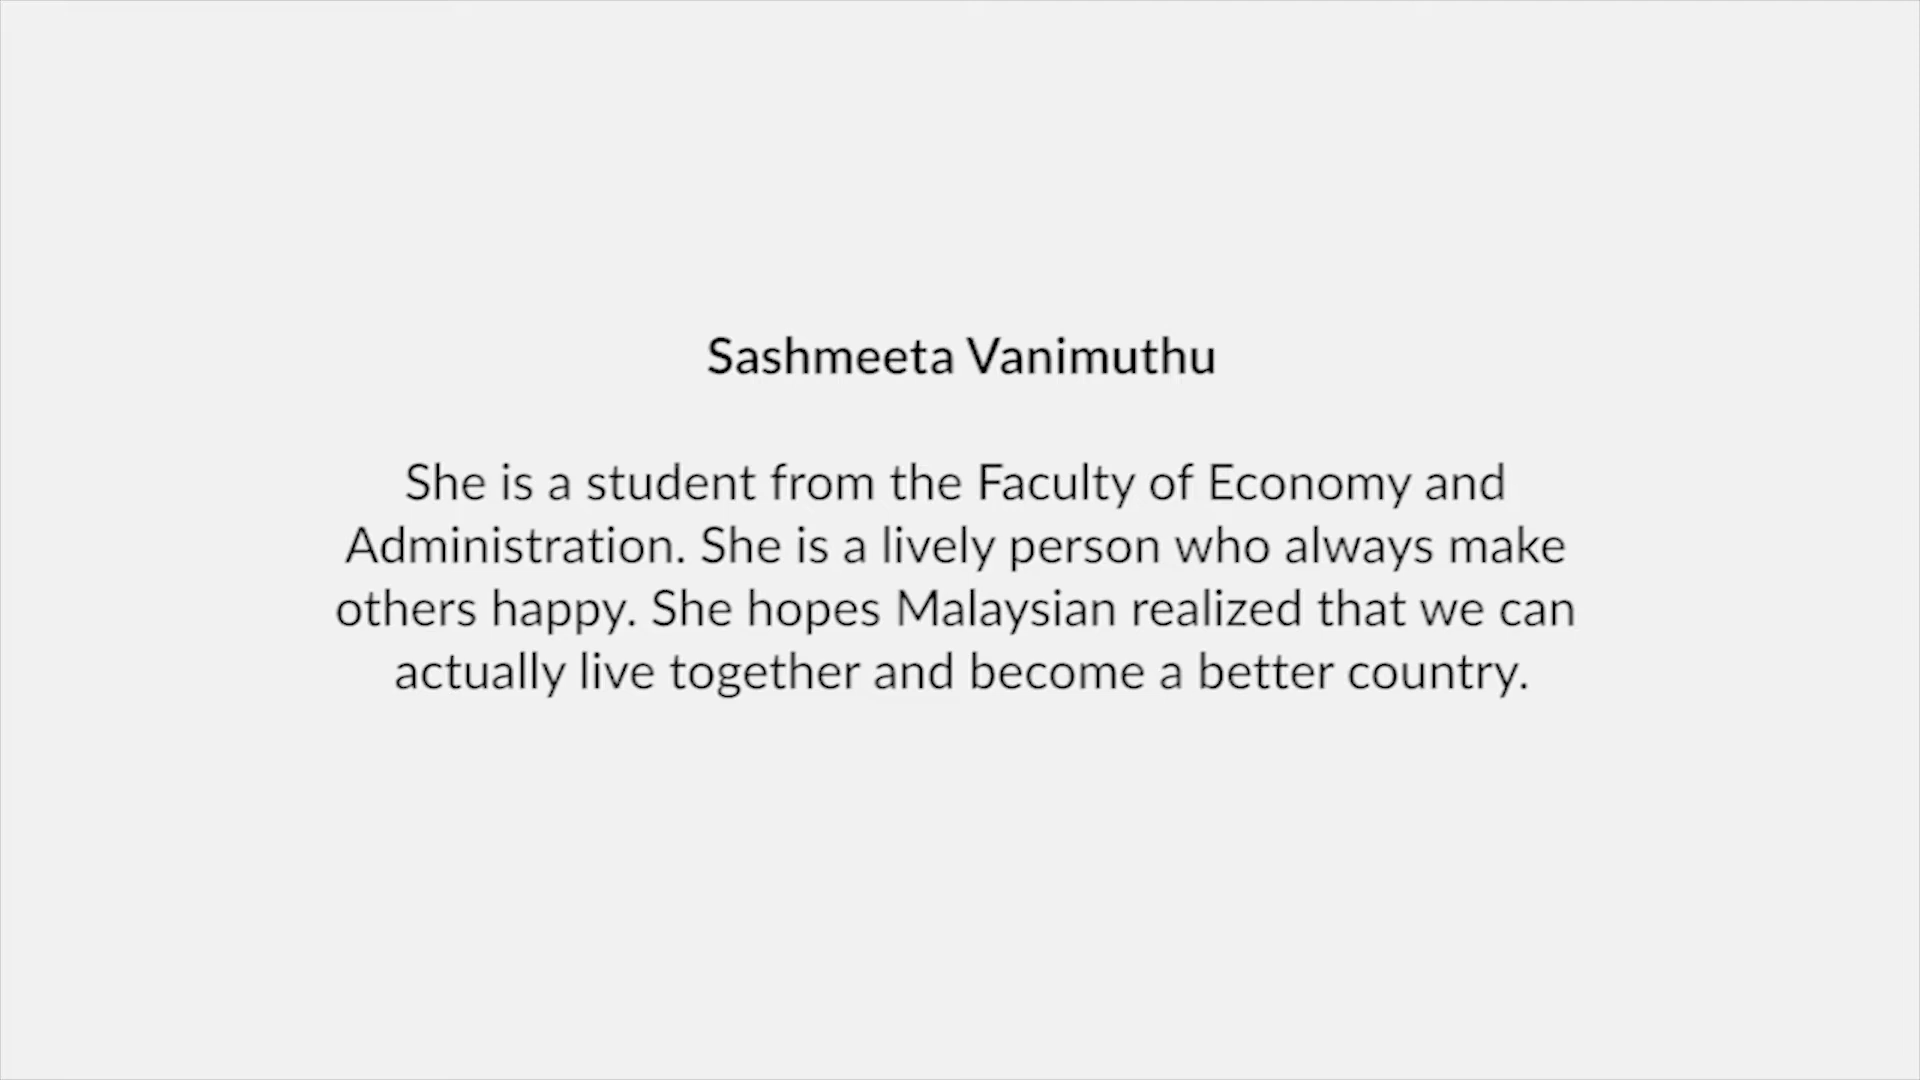 Sashmeeta Vanimuthu
She is a student from the Faculty of Economy and
Administration. She is a lively person who always make
others happy. She hopes Malaysian realized that we can
actually live together and become a better country.